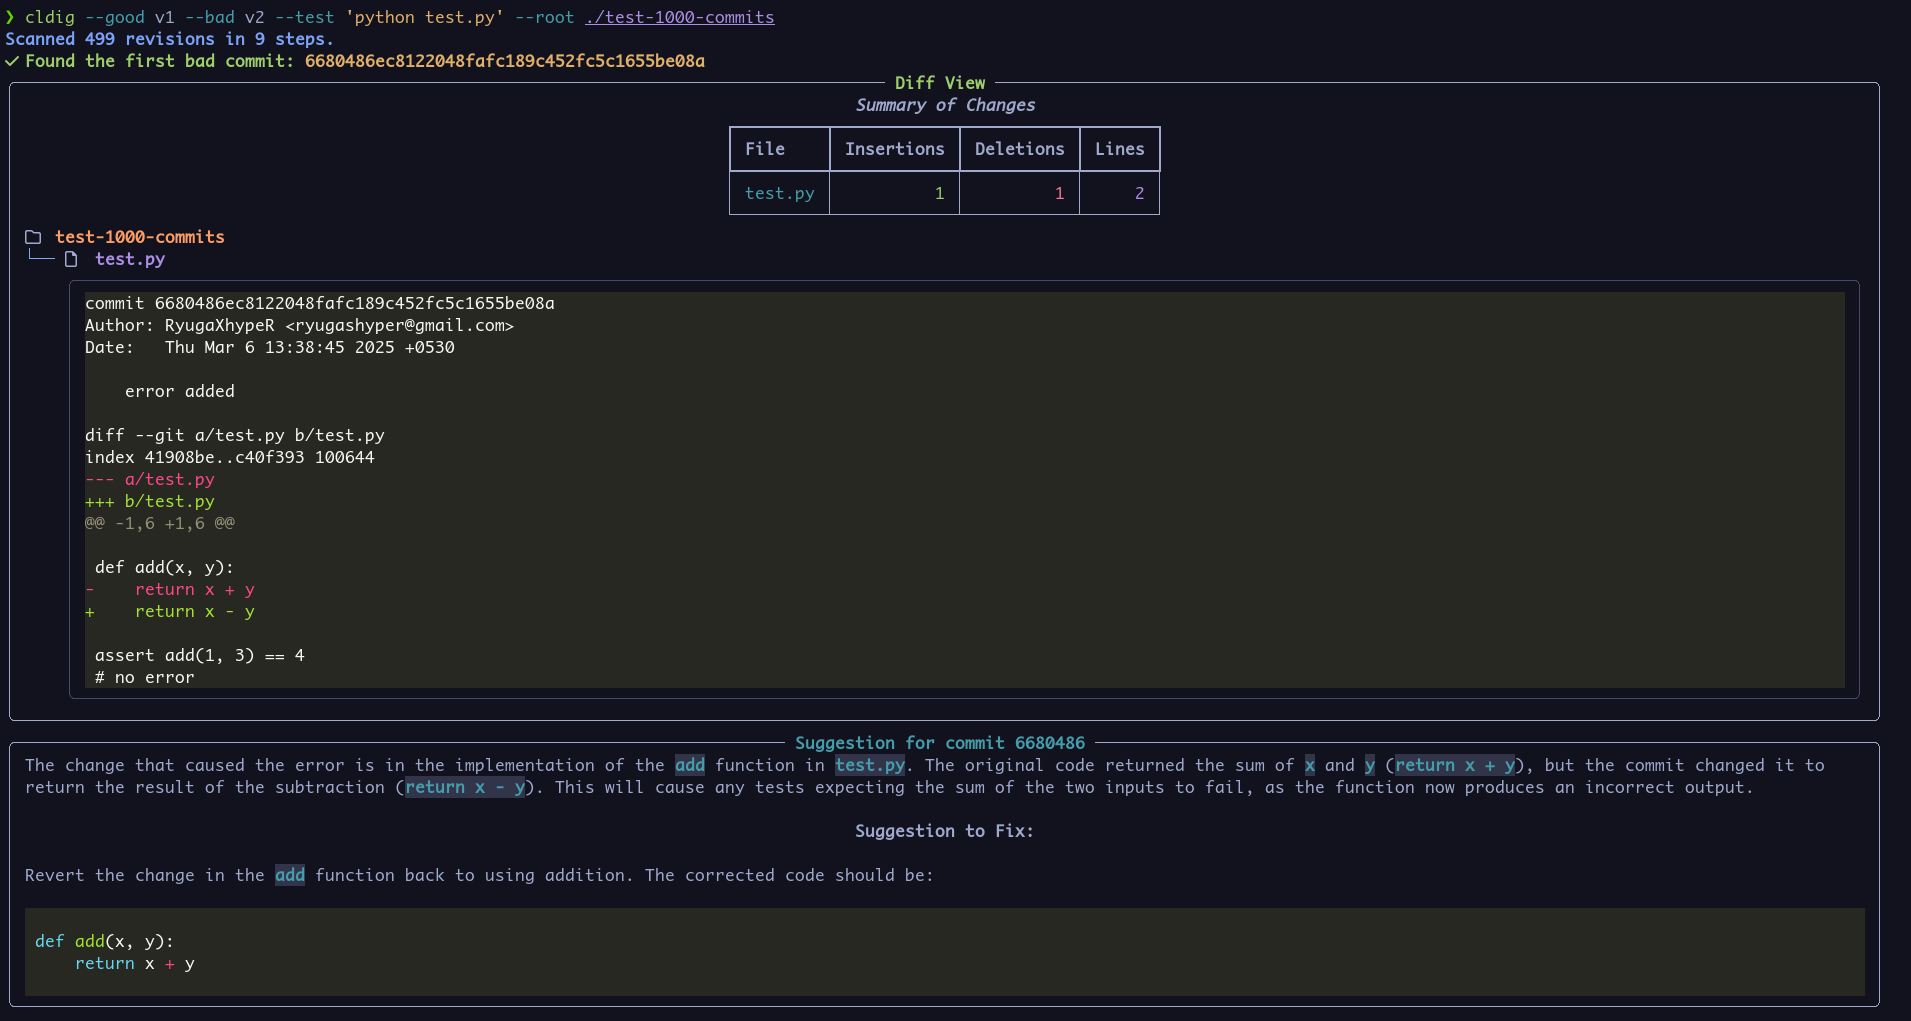 ❯ cldig --good v1 --bad v2 --test 'python test.py' --root ./test-1000-commits
Scanned 499 revisions in 9 steps.
✓ Found the first bad commit: 6680486ec8122048fafc189c452fc5c1655be08a
Diff View
Summary of Changes
File Insertions Deletions Lines
test.py 1 1 2
test-1000-commits
test.py
commit 6680486ec8122048fafc189c452fc5c1655be08a
Author: RyugaXhypeR <ryugashyper@gmail.com>
Date:   Thu Mar 6 13:38:45 2025 +0530
    error added
diff --git a/test.py b/test.py
index 41908be..c40f393 100644
--- a/test.py
+++ b/test.py
@@ -1,6 +1,6 @@
 def add(x, y):
-    return x + y
+    return x - y
 assert add(1, 3) == 4
 # no error
Suggestion for commit 6680486
The change that caused the error is in the implementation of the add function in test.py. The original code returned the sum of x and y (return x + y), but the commit changed it to
return the result of the subtraction (return x - y). This will cause any tests expecting the sum of the two inputs to fail, as the function now produces an incorrect output.
Suggestion to Fix:
Revert the change in the add function back to using addition. The corrected code should be:
def add(x, y):
    return x + y